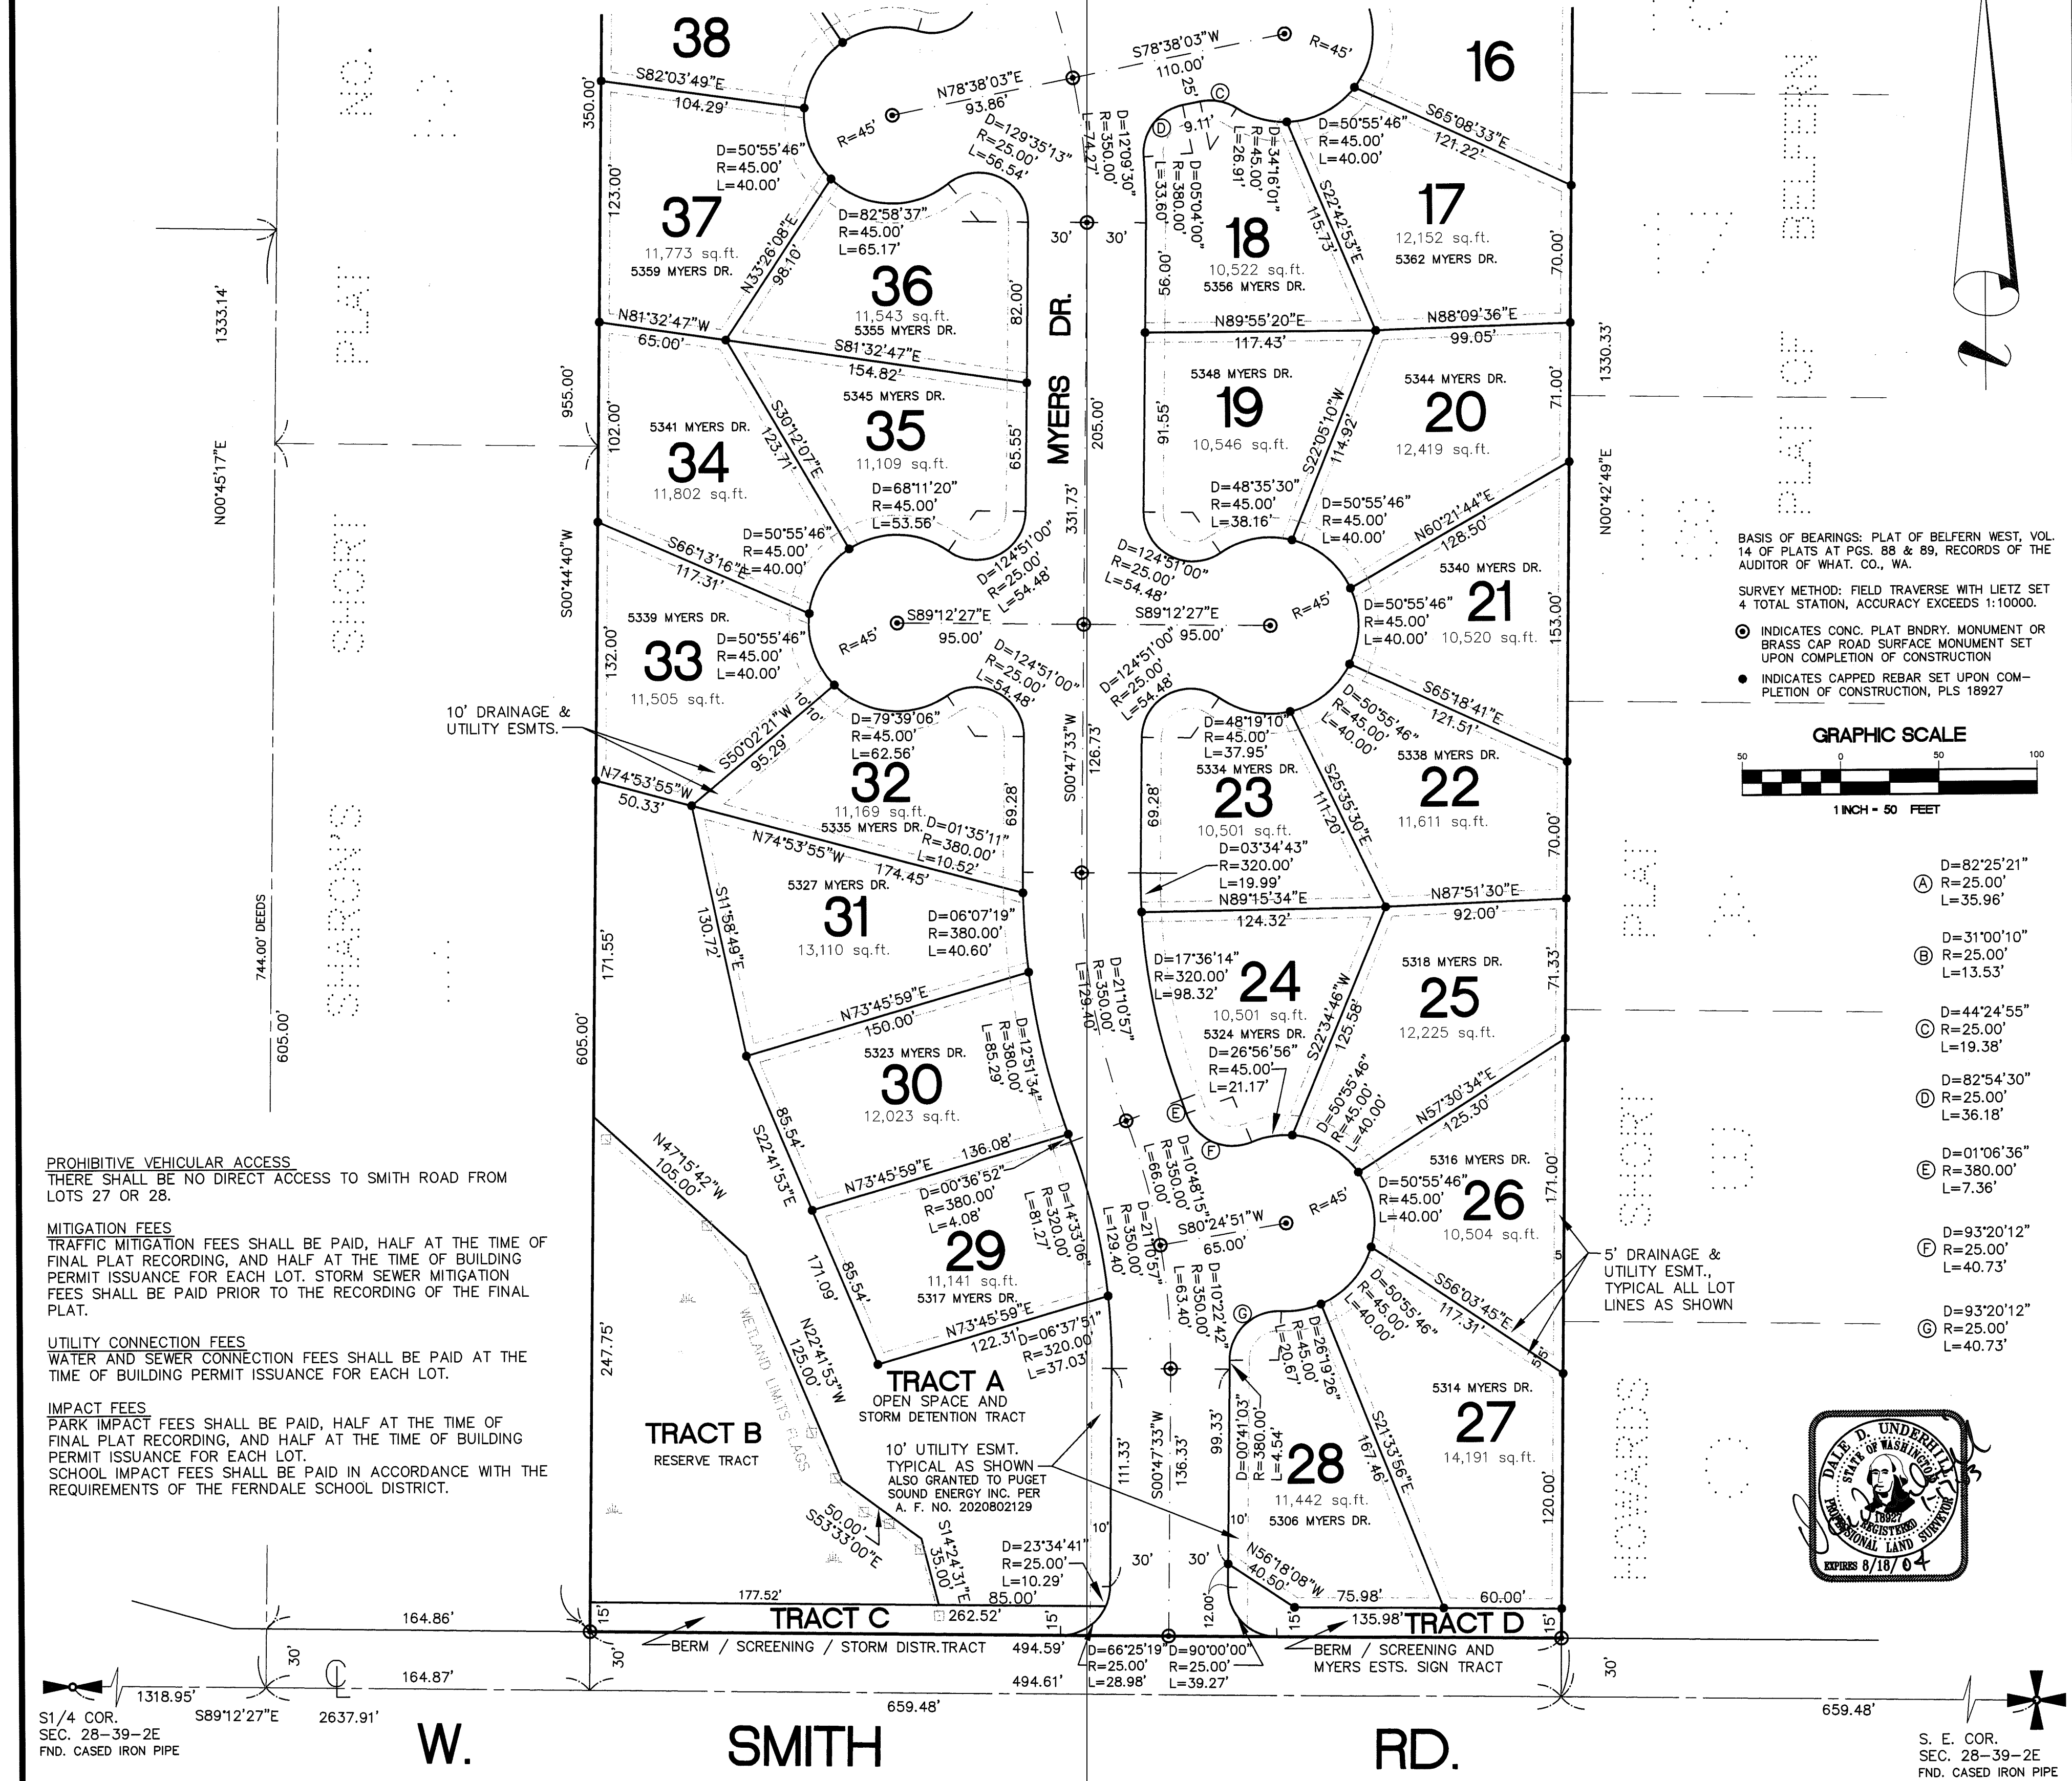 38
S82°03'49"E
104.29'
350.00'
R=45'
N78°38'03"E
93.86'
D=129°35'13"
R=25.00'
L=56.54'
S78°38'03"W
110.00'
R=45'
16
25'
C
D
9.11'
D=12°09'30"
R=350.00'
L=74.27'
D=05°04'00"
R=380.00'
L=33.60'
D=34°16'01"
R=45.00'
L=26.91'
D=50°55'46"
R=45.00'
L=40.00'
S65°08'33"E
121.22'
123.00'
D=50°55'46"
R=45.00'
L=40.00'
37
11,773 sq.ft.
5359 MYERS DR.
N33°26'08"E
98.10'
D=82°58'37"
R=45.00'
L=65.17'
36
11,543 sq.ft.
5355 MYERS DR.
82.00'
30' 30'
56.00'
18
10,522 sq.ft.
5356 MYERS DR.
S22°42'53"E
115.73'
17
12,152 sq.ft.
5362 MYERS DR.
70.00'
N81°32'47"W
65.00'
S81°32'47"E
154.82'
MYERS DR.
N89°55'20"E
117.43'
N88°09'36"E
99.05'
1330.33'
N00°42'49"E
1333.14'
N00°45'17"E
955.00'
S00°44'40"W
102.00'
5341 MYERS DR.
34
11,802 sq.ft.
S30°12'07"E
123.71'
5345 MYERS DR.
35
11,109 sq.ft.
D=68°11'20"
R=45.00'
L=53.56'
65.55'
205.00'
331.73'
91.55'
5348 MYERS DR.
19
10,546 sq.ft.
S22°05'10"W
114.92'
5344 MYERS DR.
20
12,419 sq.ft.
71.00'
D=48°35'30"
R=45.00'
L=38.16'
D=50°55'46"
R=45.00'
L=40.00'
N60°21'44"E
128.50'
D=50°55'46"
R=45.00'
L=40.00'
S66°13'16"E
117.31'
D=124°51'00"
R=25.00'
L=54.48'
D=124°51'00"
R=25.00'
L=54.48'
5339 MYERS DR.
33
11,505 sq.ft.
D=50°55'46"
R=45.00'
L=40.00'
132.00'
R=45'
S89°12'27"E
95.00'
S89°12'27"E
95.00'
R=45'
D=50°55'46"
R=45.00'
L=40.00'
5340 MYERS DR.
21
10,520 sq.ft.
153.00'
D=124°51'00"
R=25.00'
L=54.48'
D=124°51'00"
R=25.00'
L=54.48'
10' DRAINAGE &
UTILITY ESMTS.
S50°02'21"W
95.29'
10'10'
D=79°39'06"
R=45.00'
L=62.56'
32
11,169 sq.ft.
5335 MYERS DR.
69.28'
S00°47'33"W
126.73'
69.28'
D=48°19'10"
R=45.00'
L=37.95'
5334 MYERS DR.
23
10,501 sq.ft.
D=03°34'43"
R=320.00'
L=19.99'
S25°35'30"E
111.20'
D=50°55'46"
R=45.00'
L=40.00'
S65°18'41"E
121.51'
5338 MYERS DR.
22
11,611 sq.ft.
70.00'
N74°53'55"W
50.33'
N74°53'55"W
174.45'
D=01°35'11"
R=380.00'
L=10.52'
N89°15'34"E
124.32'
N87°51'30"E
92.00'
5327 MYERS DR.
31
13,110 sq.ft.
D=06°07'19"
R=380.00'
L=40.60'
S11°58'49"E
130.72'
171.55'
744.00' DEEDS
605.00'
605.00'
N73°45'59"E
150.00'
D=21°10'57"
R=350.00'
L=129.40'
D=17°36'14"
R=320.00'
L=98.32'
24
10,501 sq.ft.
5324 MYERS DR.
D=26°56'56"
R=45.00'
L=21.17'
S22°34'46"W
125.58'
5318 MYERS DR.
25
12,225 sq.ft.
71.33'
5323 MYERS DR.
30
12,023 sq.ft.
D=12°51'34"
R=380.00'
L=85.29'
85.54'
S22°41'53"E
N73°45'59"E
136.08'
D=50°55'46"
R=45.00'
L=40.00'
N57°30'34"E
125.30'
E
F
D=10°48'15"
R=350.00'
L=66.00'
D=00°36'52"
R=380.00'
L=4.08'
29
11,141 sq.ft.
5317 MYERS DR.
D=14°33'06"
R=320.00'
L=81.27'
D=21°10'57"
R=350.00'
L=129.40'
S80°24'51"W
65.00'
R=45'
D=50°55'46"
R=45.00'
L=40.00'
5316 MYERS DR.
26
10,504 sq.ft.
171.00'
5
85.54'
171.09'
N73°45'59"E
122.31'
D=06°37'51"
R=320.00'
L=37.03'
D=10°22'42"
R=350.00'
L=63.40'
G
D=26°19'26"
R=45.00'
L=20.67'
D=50°55'46"
R=45.00'
L=40.00'
S56°03'45"E
117.31'
5'5'
5' DRAINAGE &
UTILITY ESMT.,
TYPICAL ALL LOT
LINES AS SHOWN
N47°15'42"W
105.00'
N22°41'53"W
125.00'
WETLAND LIMITS FLAGS
247.75'
TRACT A
OPEN SPACE AND
STORM DETENTION TRACT
TRACT B
RESERVE TRACT
10' UTILITY ESMT.
TYPICAL AS SHOWN
ALSO GRANTED TO PUGET
SOUND ENERGY INC. PER
A. F. NO. 2020802129
111.33'
S00°47'33"W
136.33'
99.33'
D=00°41'03"
R=380.00'
L=4.54'
28
11,442 sq.ft.
5306 MYERS DR.
S21°33'56"E
167.46'
5314 MYERS DR.
27
14,191 sq.ft.
120.00'
50.00'
S53°33'00"E
S14°24'31"E
35.00'
D=23°34'41"
R=25.00'
L=10.29'
85.00'
10'
30' 30'
10'
12.00'
N56°18'08"W
40.50'
75.98'
60.00'
177.52'
TRACT C
262.52'
15'
15'
15'
135.98'
TRACT D
15'
BERM / SCREENING / STORM DISTR.TRACT
494.59'
D=66°25'19"
R=25.00'
L=28.98'
D=90°00'00"
R=25.00'
L=39.27'
BERM / SCREENING AND
MYERS ESTS. SIGN TRACT
164.86'
30'
30'
30'
CL
164.87'
494.61'
1318.95'
S89°12'27"E
2637.91'
659.48'
659.48'
S1/4 COR.
SEC. 28-39-2E
FND. CASED IRON PIPE
W. SMITH RD.
S. E. COR.
SEC. 28-39-2E
FND. CASED IRON PIPE
PROHIBITIVE VEHICULAR ACCESS
THERE SHALL BE NO DIRECT ACCESS TO SMITH ROAD FROM
LOTS 27 OR 28.
MITIGATION FEES
TRAFFIC MITIGATION FEES SHALL BE PAID, HALF AT THE TIME OF
FINAL PLAT RECORDING, AND HALF AT THE TIME OF BUILDING
PERMIT ISSUANCE FOR EACH LOT. STORM SEWER MITIGATION
FEES SHALL BE PAID PRIOR TO THE RECORDING OF THE FINAL
PLAT.
UTILITY CONNECTION FEES
WATER AND SEWER CONNECTION FEES SHALL BE PAID AT THE
TIME OF BUILDING PERMIT ISSUANCE FOR EACH LOT.
IMPACT FEES
PARK IMPACT FEES SHALL BE PAID, HALF AT THE TIME OF
FINAL PLAT RECORDING, AND HALF AT THE TIME OF BUILDING
PERMIT ISSUANCE FOR EACH LOT.
SCHOOL IMPACT FEES SHALL BE PAID IN ACCORDANCE WITH THE
REQUIREMENTS OF THE FERNDALE SCHOOL DISTRICT.
SHARON'S SHORT PLAT NO.
PLAT OF BELFERN
17
18
HOWARDS SHORT PLAT
A
B
C
BASIS OF BEARINGS: PLAT OF BELFERN WEST, VOL.
14 OF PLATS AT PGS. 88 & 89, RECORDS OF THE
AUDITOR OF WHAT. CO., WA.
SURVEY METHOD: FIELD TRAVERSE WITH LIETZ SET
4 TOTAL STATION, ACCURACY EXCEEDS 1:10000.
INDICATES CONC. PLAT BNDRY. MONUMENT OR
BRASS CAP ROAD SURFACE MONUMENT SET
UPON COMPLETION OF CONSTRUCTION
INDICATES CAPPED REBAR SET UPON COM-
PLETION OF CONSTRUCTION, PLS 18927
GRAPHIC SCALE
50 0 50 100
1 INCH = 50 FEET
D=82°25'21"
A R=25.00'
L=35.96'
D=31°00'10"
B R=25.00'
L=13.53'
D=44°24'55"
C R=25.00'
L=19.38'
D=82°54'30"
D R=25.00'
L=36.18'
D=01°06'36"
E R=380.00'
L=7.36'
D=93°20'12"
F R=25.00'
L=40.73'
D=93°20'12"
G R=25.00'
L=40.73'
DALE D. UNDERHILL
STATE OF WASHINGTON
18927
REGISTERED
PROFESSIONAL LAND SURVEYOR
EXPIRES 8/18/04